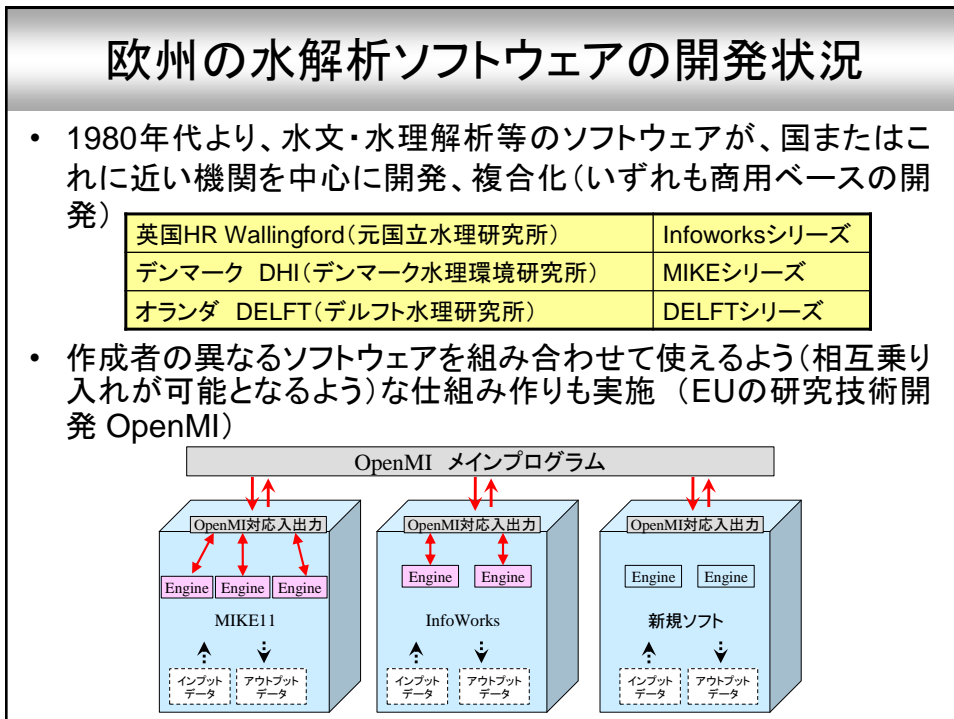 欧州の水解析ソフトウェアの開発状況
• 1980年代より、水文・水理解析等のソフトウェアが、国またはこ
れに近い機関を中心に開発、複合化（いずれも商用ベースの開
発）
英国HR Wallingford（元国立水理研究所） Infoworksシリーズ
デンマーク DHI（デンマーク水理環境研究所） MIKEシリーズ
オランダ DELFT（デルフト水理研究所） DELFTシリーズ
• 作成者の異なるソフトウェアを組み合わせて使えるよう（相互乗り
入れが可能となるよう）な仕組み作りも実施 （EUの研究技術開
発 OpenMI）
OpenMI メインプログラム
OpenMI対応入出力 OpenMI対応入出力 OpenMI対応入出力
Engine Engine Engine Engine Engine Engine Engine
MIKE11 InfoWorks 新規ソフト
インプット アウトプット インプット アウトプット インプット アウトプット
データ データ データ データ データ データ